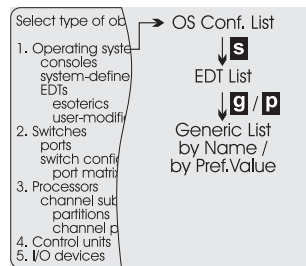 Select type of ob
1. Operating syste
consoles
system-define
EDTs
esoterics
user-modifi
2. Switches
ports
switch config
port matri
3. Processors
channel sub
partitions
channel p
4. Control units
5. I/O devices
OS Conf. List
s
EDT List
g / p
Generic List
by Name /
by Pref.Value